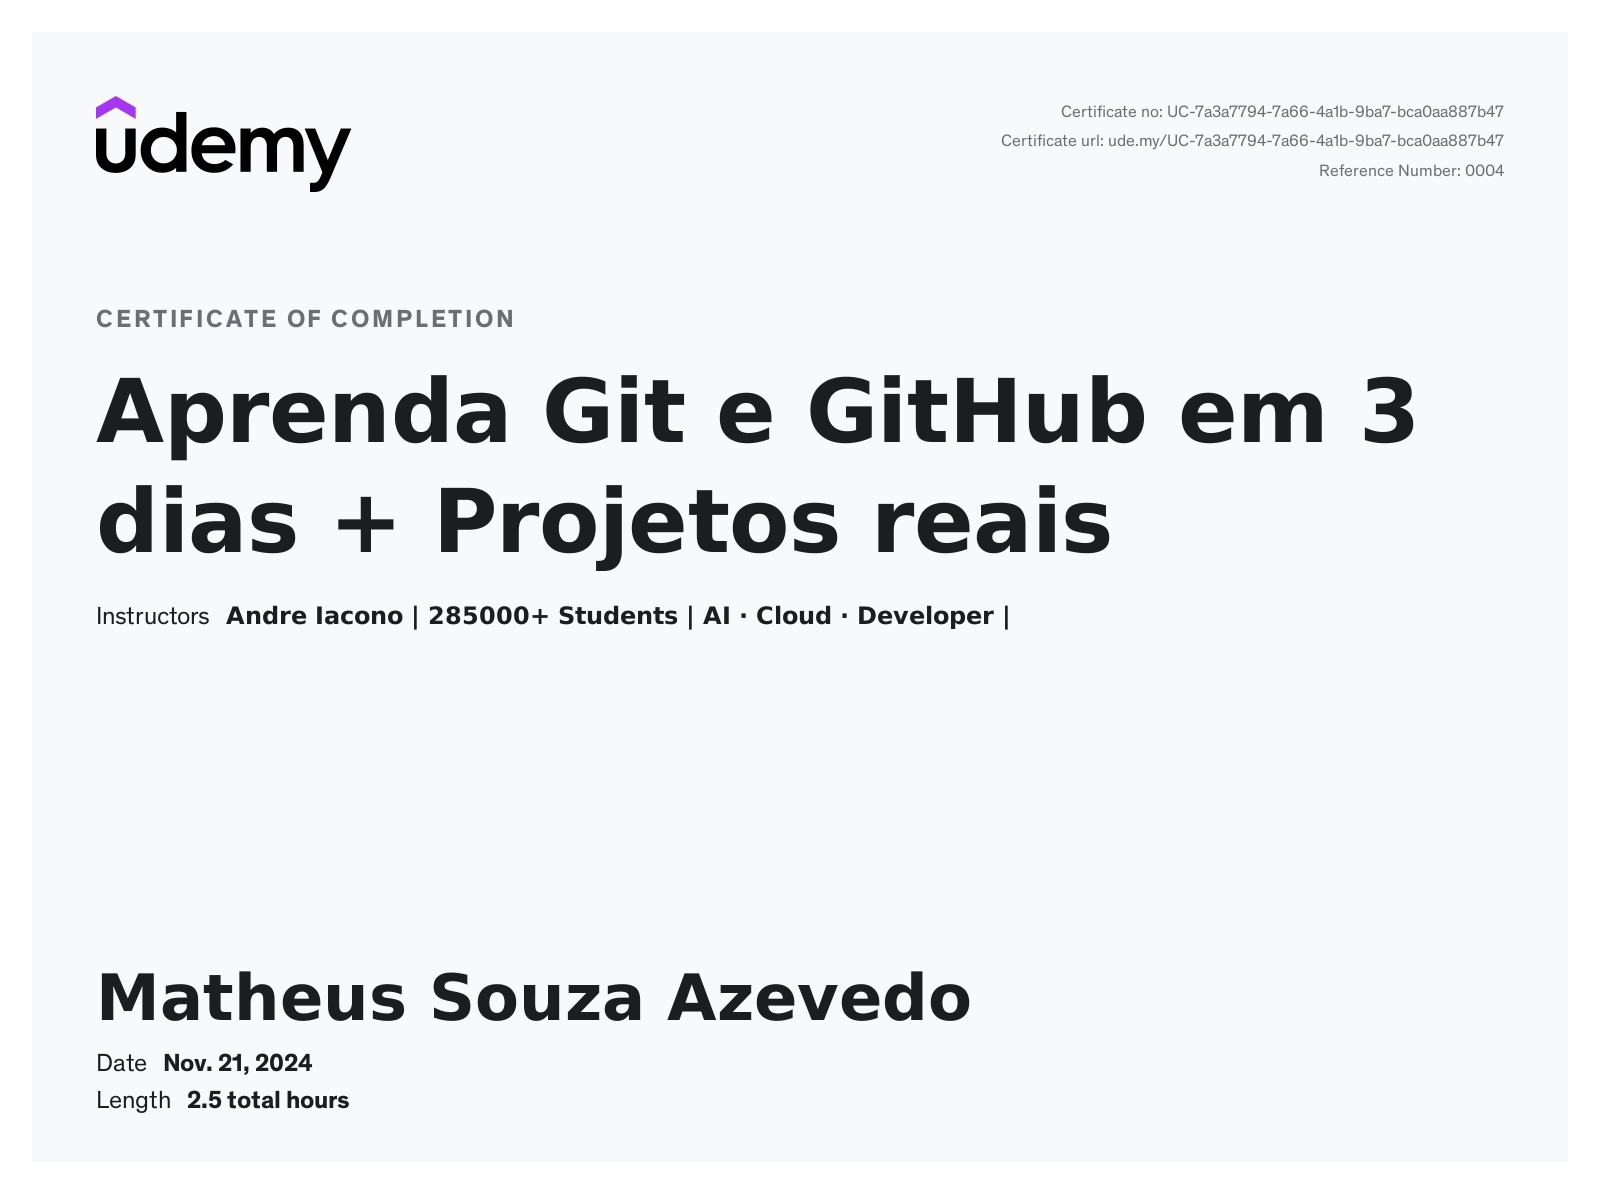 udemy
Certificate no: UC-7a3a7794-7a66-4a1b-9ba7-bca0aa887b47
Certificate url: ude.my/UC-7a3a7794-7a66-4a1b-9ba7-bca0aa887b47
Reference Number: 0004
CERTIFICATE OF COMPLETION
Aprenda Git e GitHub em 3
dias + Projetos reais
Instructors Andre Iacono | 285000+ Students | AI · Cloud · Developer |
Matheus Souza Azevedo
Date Nov. 21, 2024
Length 2.5 total hours